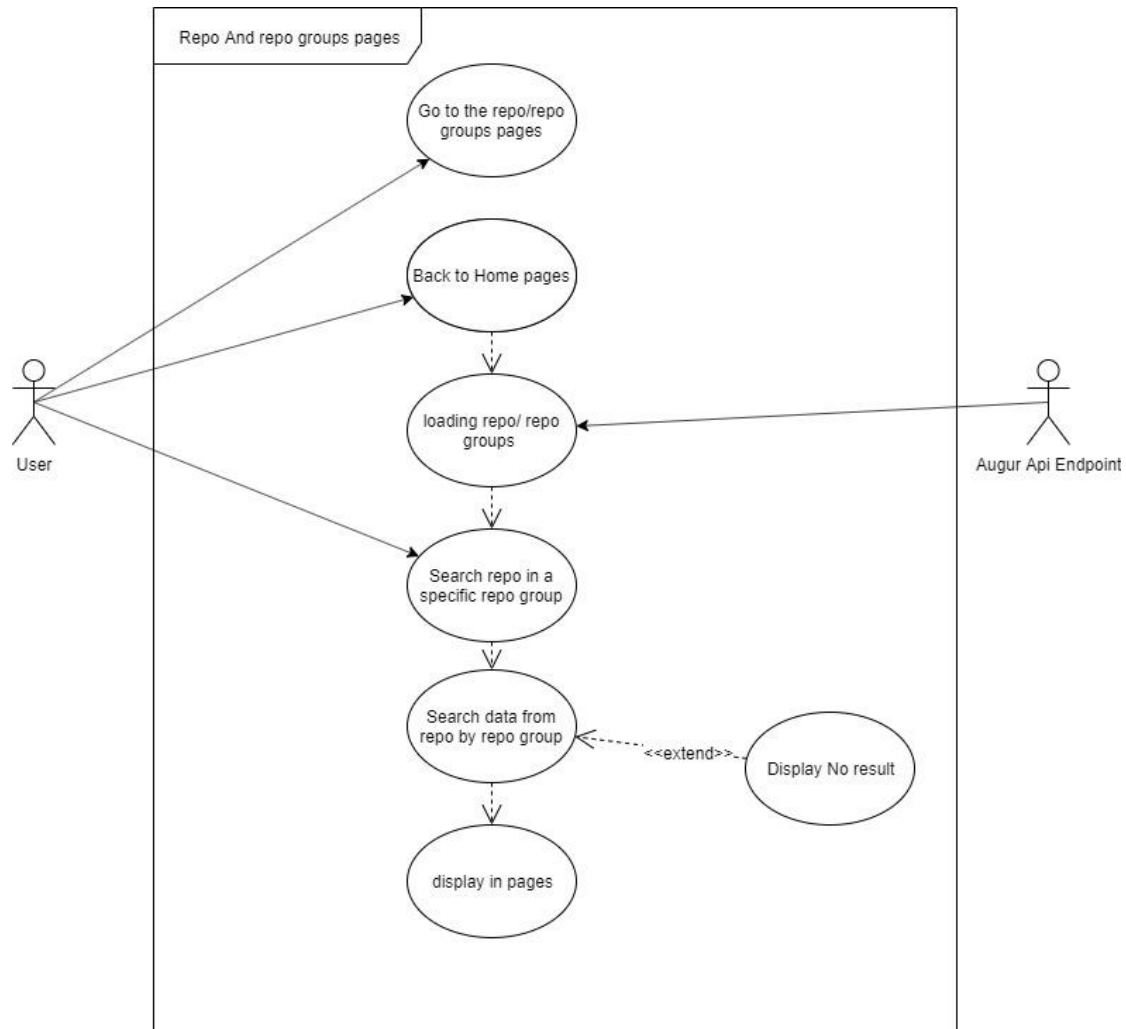 Repo And repo groups pages
Go to the repo/repo
groups pages
Back to Home pages
loading repo/ repo
groups
User
Augur Api Endpoint
Search repo in a
specific repo group
Search data from
repo by repo group
<<extend>>
Display No result
display in pages